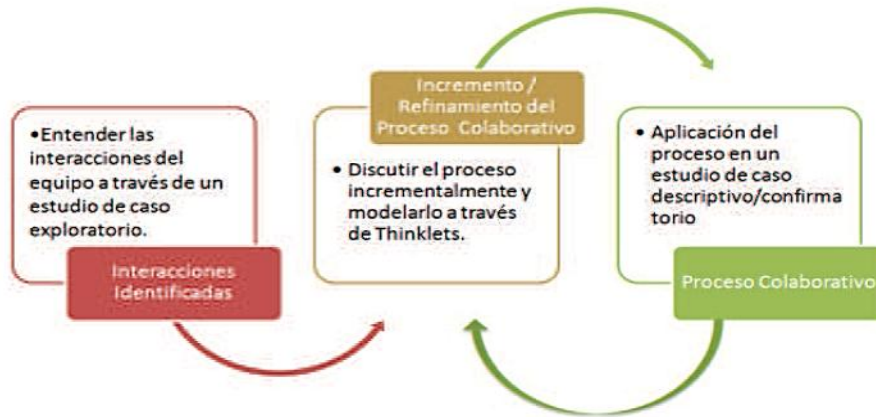 •Entender las
interacciones del
equipo a través de un
estudio de caso
exploratorio.
Interacciones
Identificadas
Incremento /
Refinamiento del
Proceso Colaborativo
• Discutir el proceso
incrementalmente y
modelarlo a través
de Thinklets.
• Aplicación del
proceso en un
estudio de caso
descriptivo/confirma
torio
Proceso Colaborativo